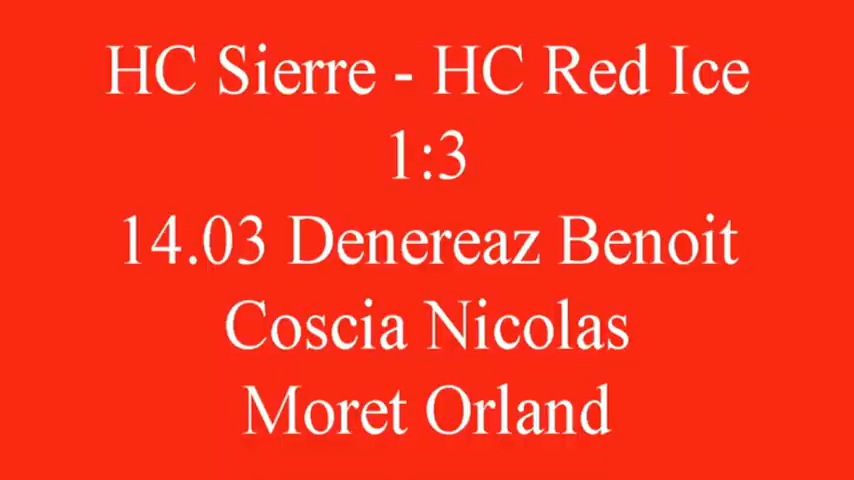 HC Sierre - HC Red Ice
1:3
14.03 Denereaz Benoit
Coscia Nicolas
Moret Orland